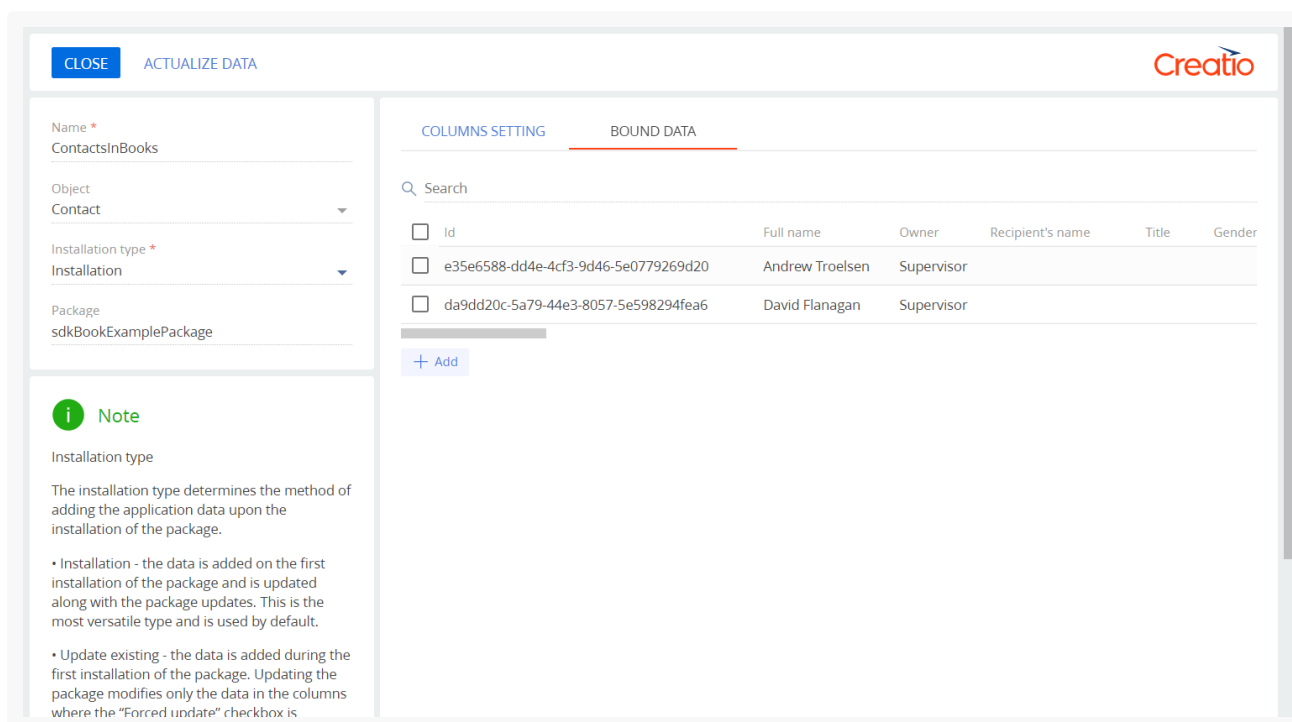 CLOSE
ACTUALIZE DATA
Creatio
Name *
ContactsInBooks
Object
Contact
Installation type *
Installation
Package
sdkBookExamplePackage
i Note
Installation type
The installation type determines the method of
adding the application data upon the
installation of the package.
• Installation - the data is added on the first
installation of the package and is updated
along with the package updates. This is the
most versatile type and is used by default.
• Update existing - the data is added during the
first installation of the package. Updating the
package modifies only the data in the columns
where the “Forced update” checkbox is
COLUMNS SETTING
BOUND DATA
Search
Id Full name Owner Recipient's name Title Gender
e35e6588-dd4e-4cf3-9d46-5e0779269d20 Andrew Troelsen Supervisor
da9dd20c-5a79-44e3-8057-5e598294fea6 David Flanagan Supervisor
+ Add